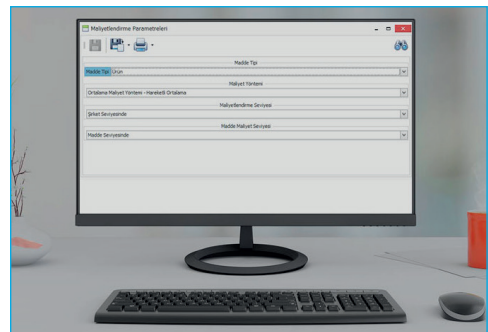 Maliyetlendirme Parametreleri
Madde Tipi
Madde Tipi Ürün
Maliyet Yöntemi
Ortalama Maliyet Yöntemi - Hareketli Ortalama
Maliyetlendirme Seviyesi
Şirket Seviyesinde
Madde Maliyet Seviyesi
Madde Seviyesinde